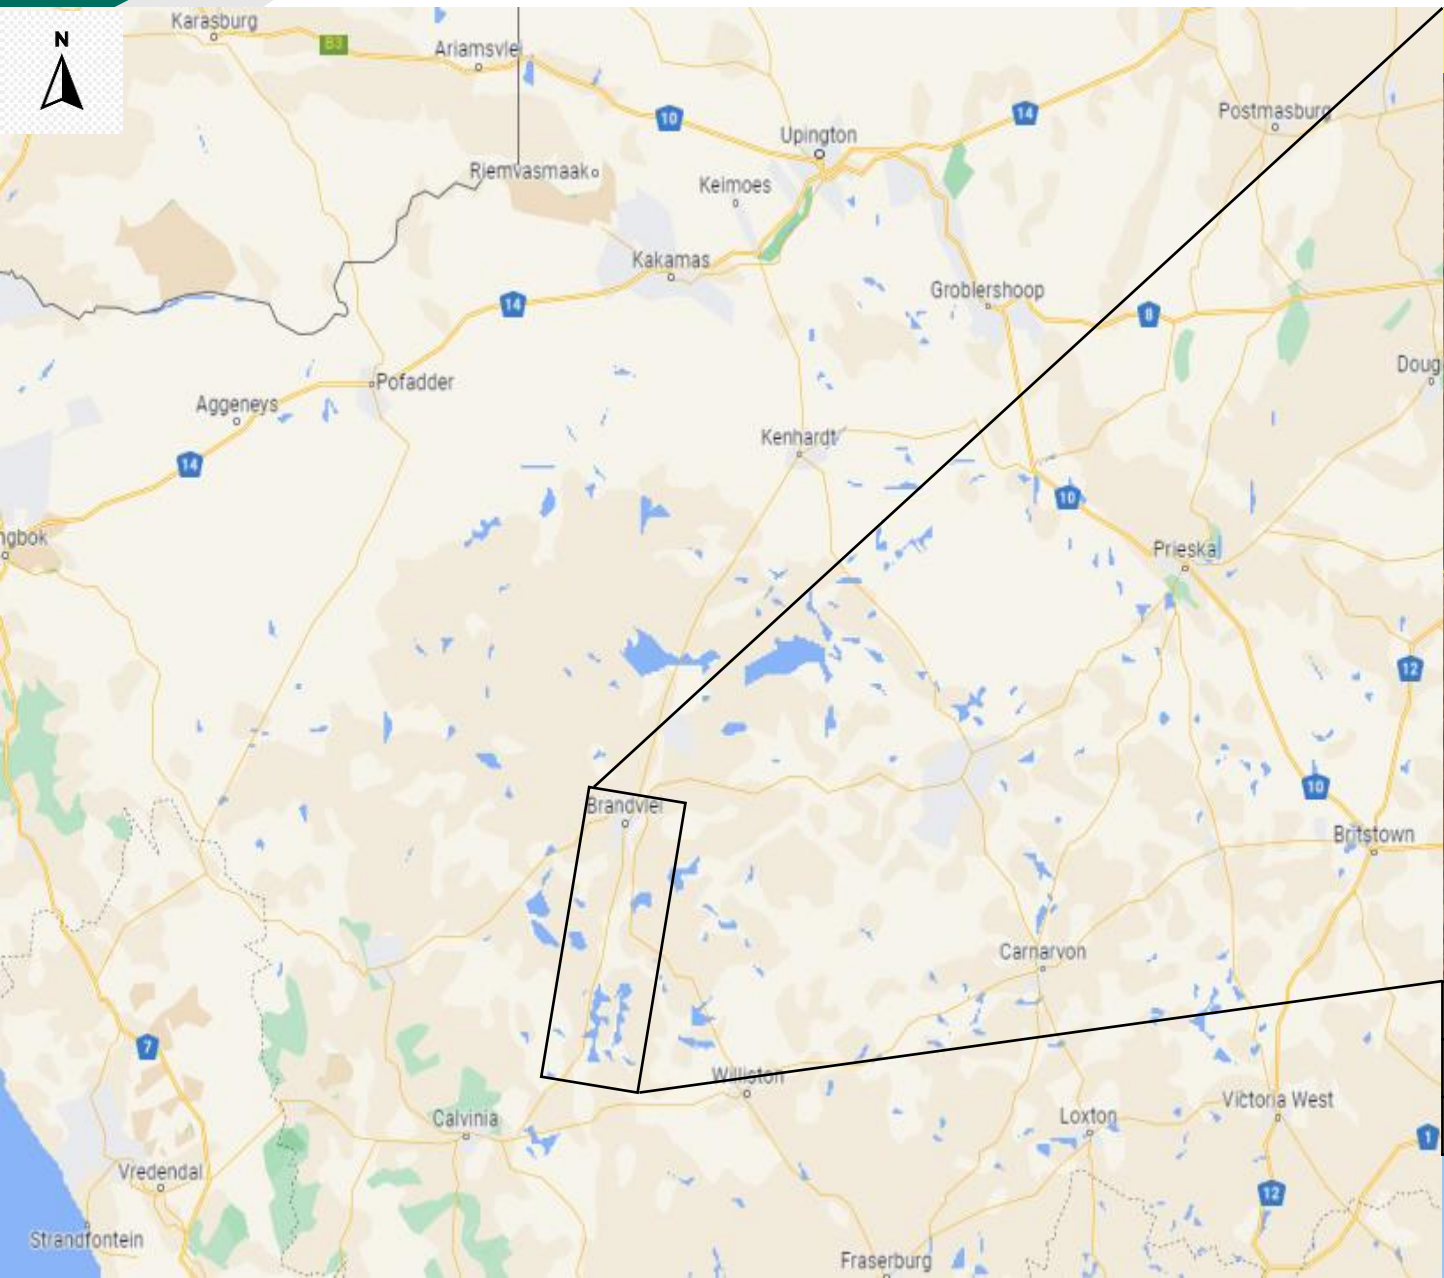 Karasburg
N
B3
Ariamsvlei
10
14
Postmasburg
Upington
Riemvasmaak
Keimoes
Kakamas
Groblershoop
14
8
Doug
Pofadder
Aggeneys
Kenhardt
14
10
ngbok
Prieska
12
10
Brandvlei
Britstown
Carnarvon
7
Williston
Victoria West
Calvinia
Loxton
1
Vredendal
12
Strandfontein
Fraserburg